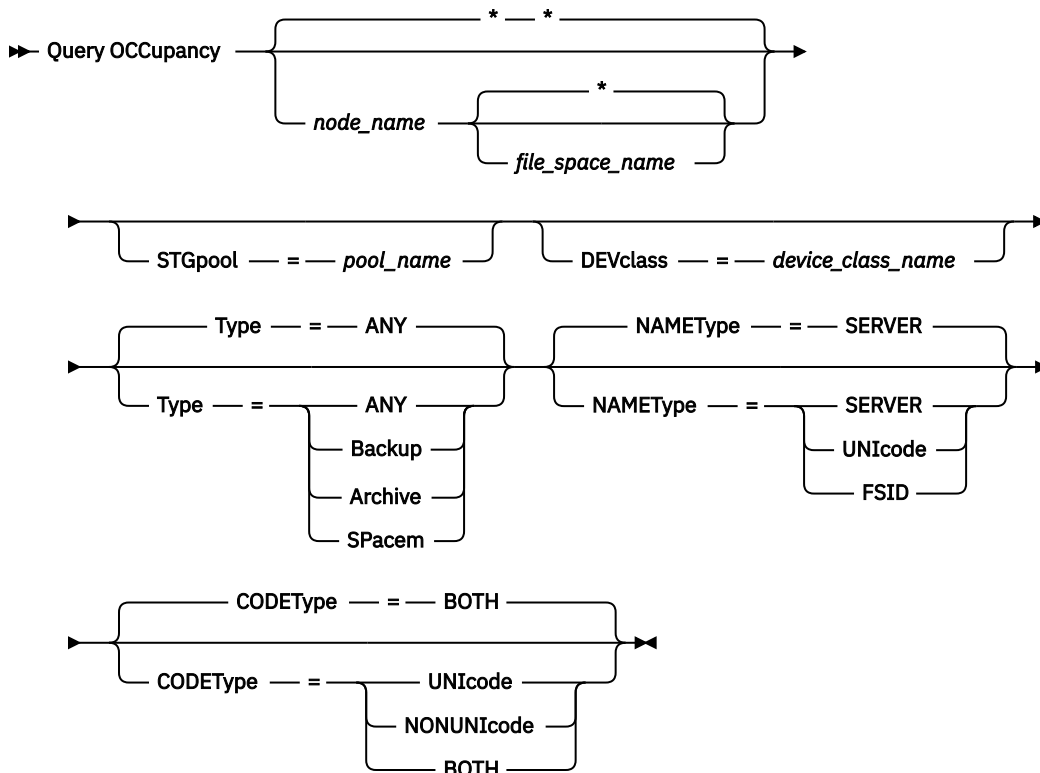 * *
Query OCCupancy
*
node_name
file_space_name
STGpool = pool_name DEVclass = device_class_name
Type = ANY NAMEType = SERVER
Type = ANY NAMEType = SERVER
Backup UNIcode
Archive FSID
SPacem
CODEType = BOTH
CODEType = UNIcode
NONUNIcode
BOTH